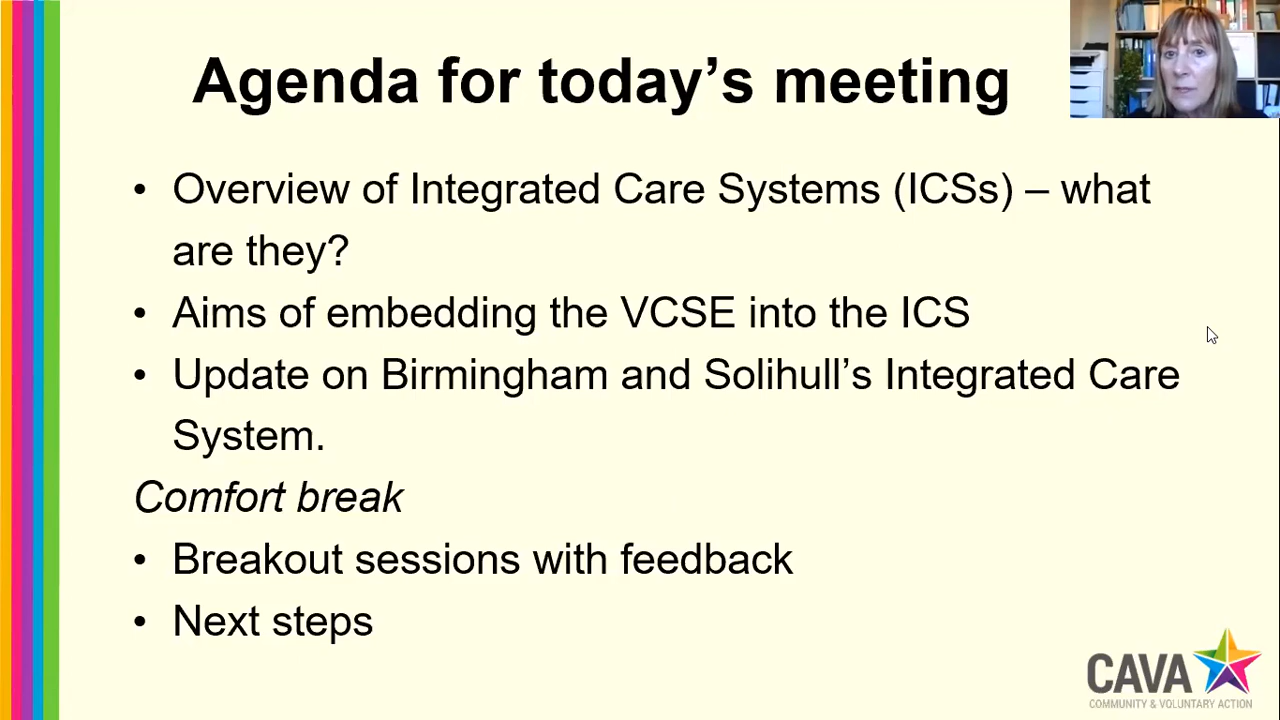 Agenda for today’s meeting
• Overview of Integrated Care Systems (ICSs) – what
are they?
• Aims of embedding the VCSE into the ICS
• Update on Birmingham and Solihull’s Integrated Care
System.
Comfort break
• Breakout sessions with feedback
• Next steps
CAVA
COMMUNITY & VOLUNTARY ACTION